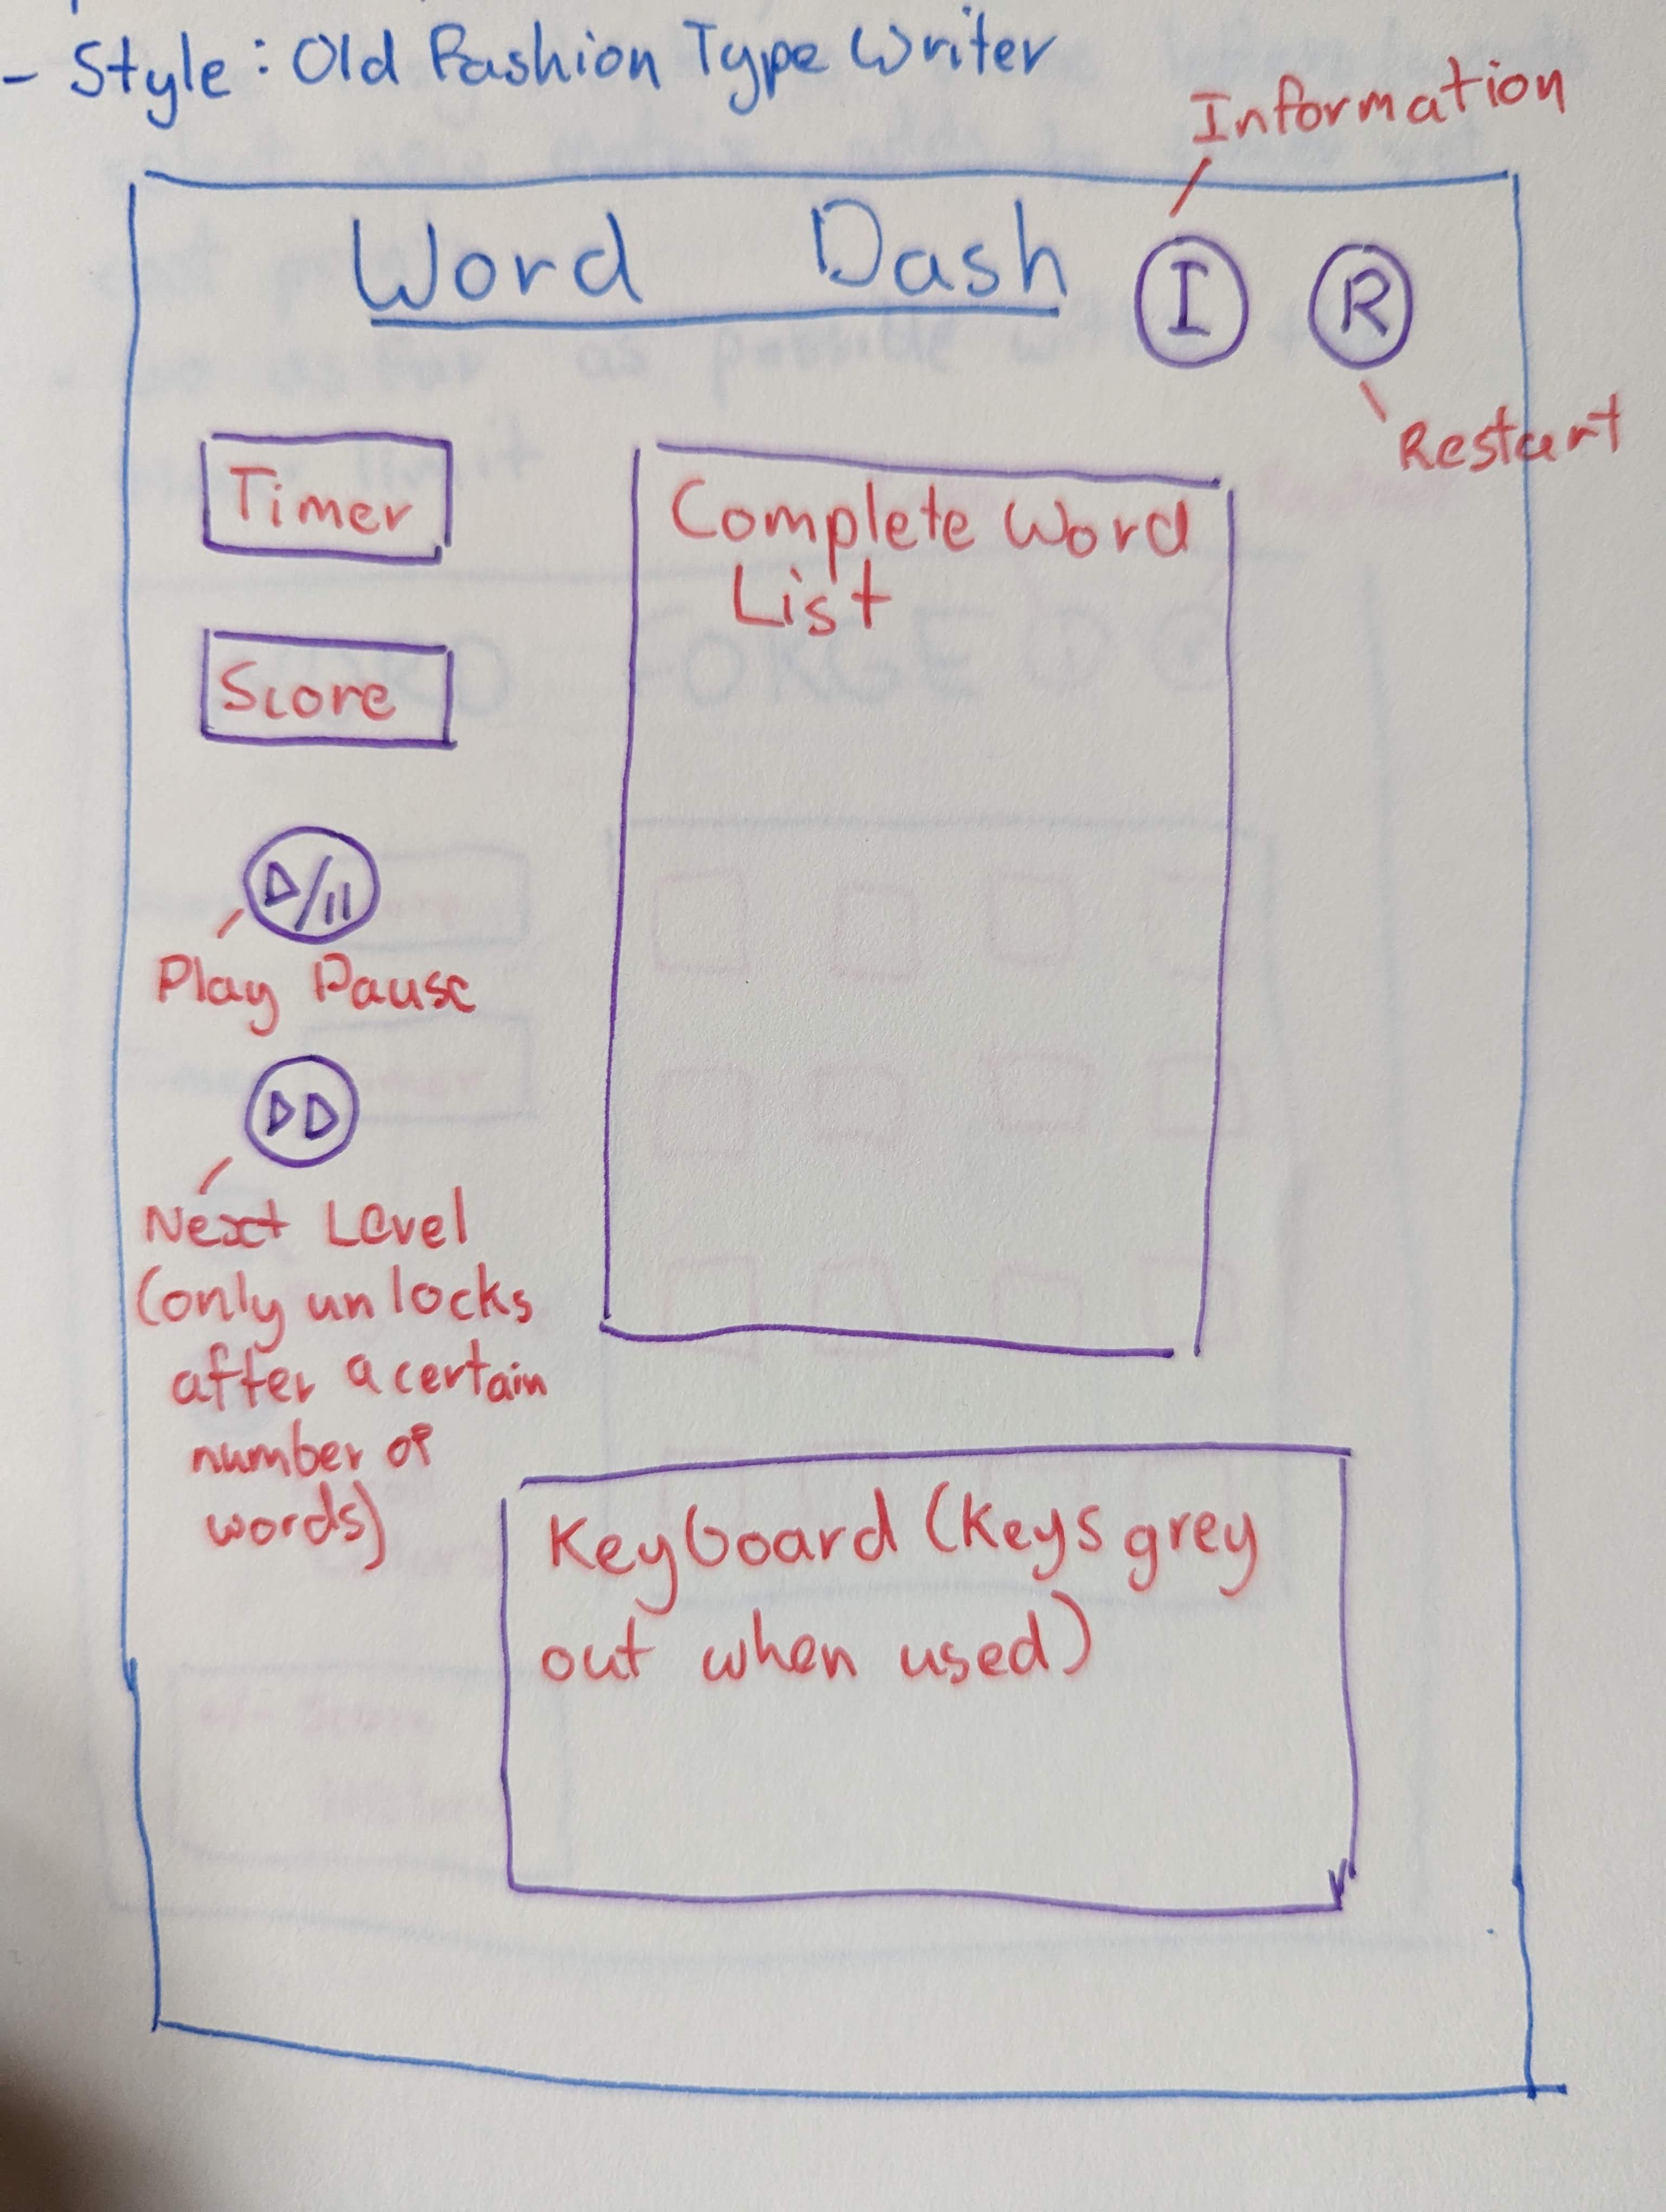 - Style: Old Fashion Type Writer
Information
Word Dash
I R
Restart
Timer
Complete Word
List
Score
Play Pause
Next Level
(only unlocks
after a certain
number of
words)
Keyboard (Keys grey
out when used)